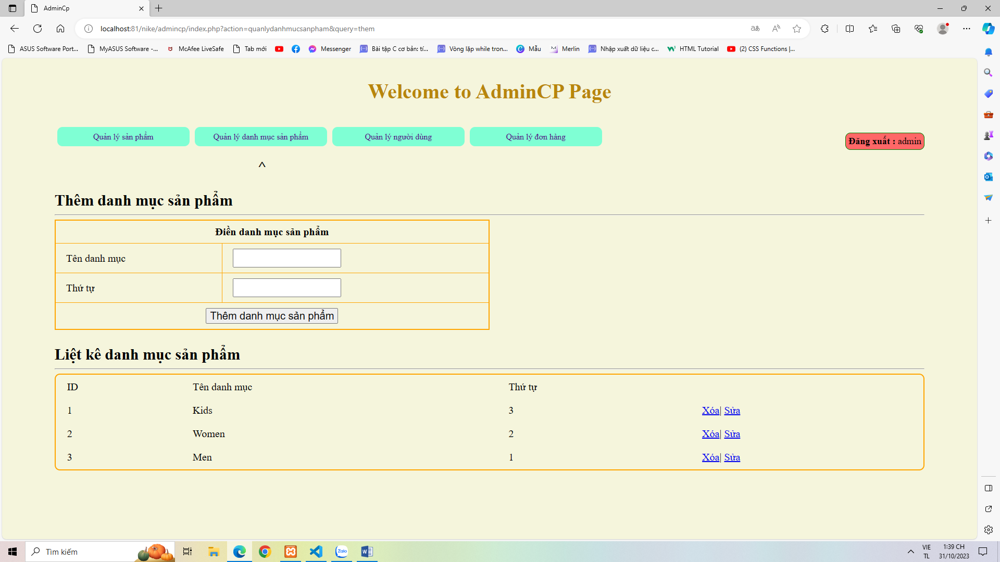 AdminCp
localhost:81/nike/admincp/index.php?action=quanlydanhmucsanpham&query=them
ASUS Software Port... MyASUS Software -... McAfee LiveSafe Tab mới Messenger Bài tập C cơ bản: tí... Vòng lặp while tron... Mẫu Merlin Nhập xuất dữ liệu c... HTML Tutorial (2) CSS Functions |...
Welcome to AdminCP Page
Quản lý sản phẩm Quản lý danh mục sản phẩm Quản lý người dùng Quản lý đơn hàng
Đăng xuất : admin
^
Thêm danh mục sản phẩm
Điền danh mục sản phẩm
Tên danh mục
Thứ tự
Thêm danh mục sản phẩm
Liệt kê danh mục sản phẩm
ID Tên danh mục Thứ tự
1 Kids 3 Xóa| Sửa
2 Women 2 Xóa| Sửa
3 Men 1 Xóa| Sửa
Tìm kiếm
Zalo
VIE
TL
1:39 CH
31/10/2023